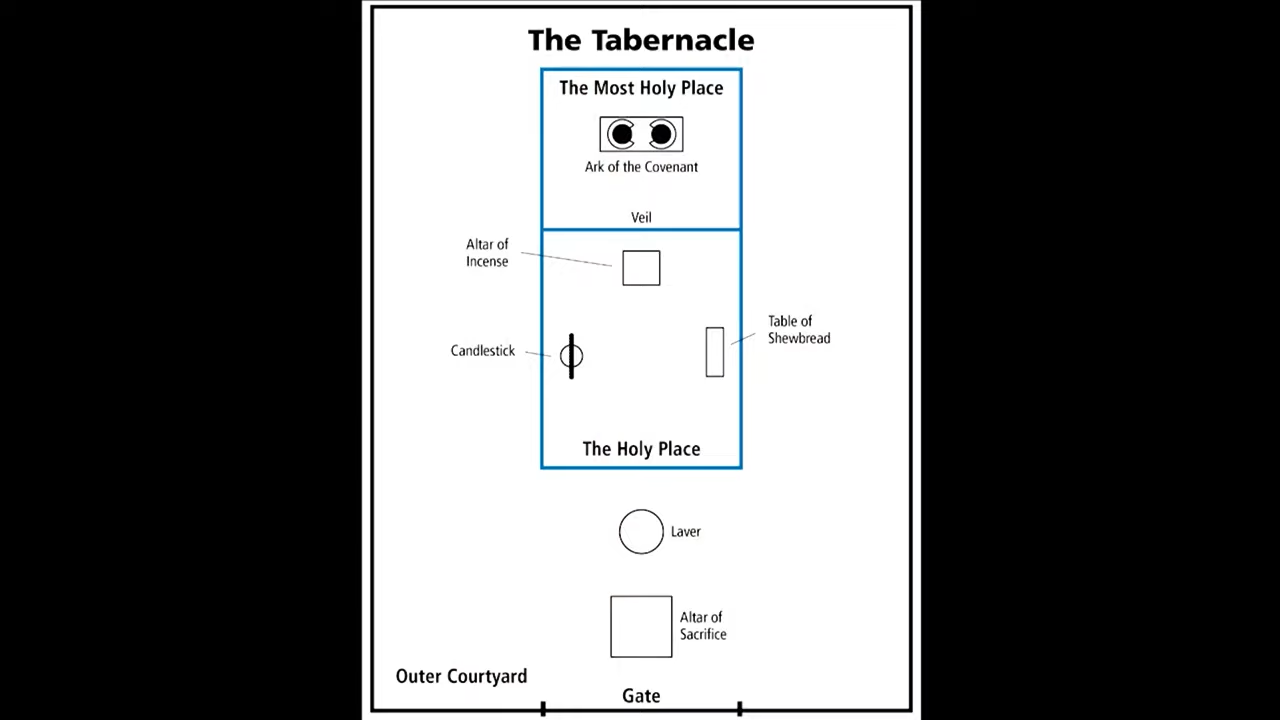 The Tabernacle
The Most Holy Place
Ark of the Covenant
Veil
Altar of
Incense
Table of
Shewbread
Candlestick
The Holy Place
Laver
Altar of
Sacrifice
Outer Courtyard
Gate